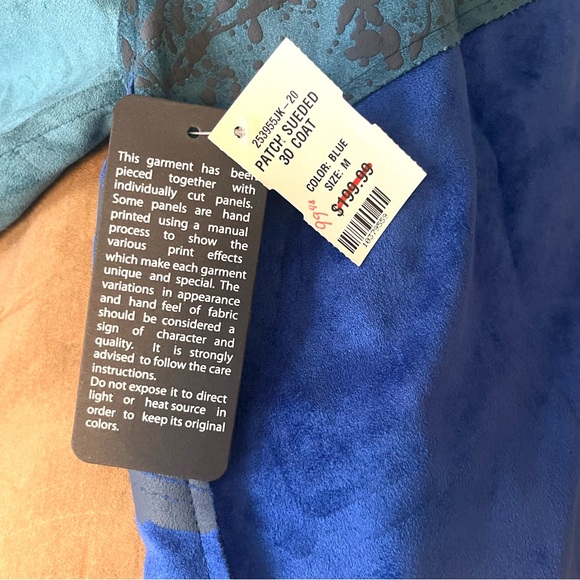 This garment has been
pieced together with
individually cut panels.
Some panels are hand
printed using a manual
process to show the
various print effects
which make each garment
unique and special. The
variations in appearance
and hand feel of fabric
should be considered a
sign of character and
quality. It is strongly
advised to follow the care
instructions.
Do not expose it to direct
light or heat source in
order to keep its original
colors.
253955JK-20
PATCH SUEDED
3D COAT
COLOR: BLUE
SIZE: M
$199.99
99.98
10379559